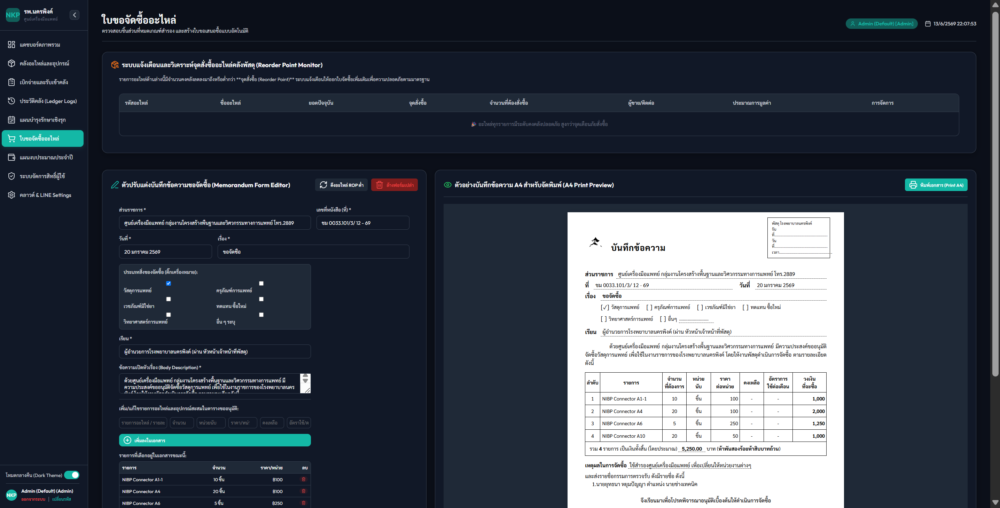 NKP
รพ.นครพิงค์
ศูนย์เครื่องมือแพทย์
แดชบอร์ดภาพรวม
คลังอะไหล่และอุปกรณ์
เบิกจ่ายและรับเข้าคลัง
ประวัติคลัง (Ledger Logs)
แผนบำรุงรักษาเชิงรุก
ใบขอจัดซื้ออะไหล่
แผนงบประมาณประจำปี
ระบบจัดการสิทธิ์ผู้ใช้
คลาวด์ & LINE Settings
โหมดกลางคืน (Dark Theme)
NKP
Admin (Default) (Admin)
ออกจากระบบ | เปลี่ยนรหัส
ใบขอจัดซื้ออะไหล่
ตรวจสอบชิ้นส่วนที่หมดเกณฑ์สำรอง และสร้างใบขอเสนอซื้อแบบอัตโนมัติ
Admin (Default) [Admin]
13/6/2569 22:07:53
ระบบแจ้งเตือนและวิเคราะห์จุดสั่งซื้ออะไหล่คลังพัสดุ (Reorder Point Monitor)
รายการอะไหล่ด้านล่างนี้มีจำนวนคงคลังลดลงมาถึงหรือต่ำกว่า **จุดสั่งซื้อ (Reorder Point)** ระบบแจ้งเตือนให้ออกใบจัดซื้อเพิ่มเติมเพื่อความปลอดภัยตามมาตรฐาน
รหัสอะไหล่ ชื่ออะไหล่ ยอดปัจจุบัน จุดสั่งซื้อ จำนวนที่ต้องสั่งซื้อ ผู้ขาย/ติดต่อ ประมาณการมูลค่า การจัดการ
🎉 อะไหล่ทุกรายการมีระดับคงคลังปลอดภัย สูงกว่าจุดเตือนภัยสั่งซื้อ
ตัวปรับแต่งบันทึกข้อความขอจัดซื้อ (Memorandum Form Editor)
ดึงอะไหล่ ROP ต่ำ
ล้างฟอร์มเปล่า
ส่วนราชการ *
เลขที่หนังสือ (ที่) *
ศูนย์เครื่องมือแพทย์ กลุ่มงานโครงสร้างพื้นฐานและวิศวกรรมทางการแพทย์ โทร.2889
ชม 0033.101/3/ 12 - 69
วันที่ *
เรื่อง *
20 มกราคม 2569
ขอจัดซื้อ
ประเภทสิ่งของจัดซื้อ (ติ๊กเครื่องหมาย):
วัสดุการแพทย์ ครุภัณฑ์การแพทย์
เวชภัณฑ์มิใช่ยา ทดแทน ซื้อใหม่
วิทยาศาสตร์การแพทย์ อื่น ๆ ระบุ
เรียน *
ผู้อำนวยการโรงพยาบาลนครพิงค์ (ผ่าน หัวหน้าเจ้าหน้าที่พัสดุ)
ข้อความเปิดหัวเรื่อง (Body Description) *
ด้วยศูนย์เครื่องมือแพทย์ กลุ่มงานโครงสร้างพื้นฐานและวิศวกรรมทางการแพทย์ มี
ความประสงค์ขออนุมัติจัดซื้อวัสดุการแพทย์ เพื่อใช้ในงานราชการของโรงพยาบาลนคร
เพิ่ม/แก้ไขรายการอะไหล่และอุปกรณ์สะสมในตารางขออนุมัติ:
รายการอะไหล่ / รายละ จำนวน หน่วยนับ ราคา/หน่ คงเหลือ อัตราใช้/ด
เพิ่มลงในเอกสาร
รายการที่เลือกอยู่ในเอกสารขณะนี้:
รายการ จำนวน ราคา/หน่วย ลบ
NIBP Connector A1-1 10 ชิ้น ฿100
NIBP Connector A4 20 ชิ้น ฿100
NIBP Connector A6 5 ชิ้น ฿250
ตัวอย่างบันทึกข้อความ A4 สำหรับจัดพิมพ์ (A4 Print Preview)
พิมพ์เอกสาร (Print A4)
พัสดุ โรงพยาบาลนครพิงค์
รับ
ที่..................................................
วัน
ที่..................................................
เวลา..................................................
บันทึกข้อความ
ส่วนราชการ ศูนย์เครื่องมือแพทย์ กลุ่มงานโครงสร้างพื้นฐานและวิศวกรรมทางการแพทย์ โทร.2889
ที่ ชม 0033.101/3/ 12 - 69 วันที่ 20 มกราคม 2569
เรื่อง ขอจัดซื้อ
[✓] วัสดุการแพทย์ [ ] ครุภัณฑ์การแพทย์ [ ] เวชภัณฑ์มิใช่ยา [ ] ทดแทน ซื้อใหม่
[ ] วิทยาศาสตร์การแพทย์ [ ] อื่นๆ ........................
เรียน ผู้อำนวยการโรงพยาบาลนครพิงค์ (ผ่าน หัวหน้าเจ้าหน้าที่พัสดุ)
ด้วยศูนย์เครื่องมือแพทย์ กลุ่มงานโครงสร้างพื้นฐานและวิศวกรรมทางการแพทย์ มีความประสงค์ขออนุมัติ
จัดซื้อวัสดุการแพทย์ เพื่อใช้ในงานราชการของโรงพยาบาลนครพิงค์ โดยให้งานพัสดุดำเนินการจัดซื้อ ตามรายละเอียด
ดังนี้
ลำดับ รายการ จำนวนที่ต้องการ หน่วยนับ ราคาต่อหน่วย คงเหลือ อัตราการใช้ต่อเดือน วงเงินที่จะซื้อ
1 NIBP Connector A1-1 10 ชิ้น 100 - - 1,000
2 NIBP Connector A4 20 ชิ้น 100 - - 2,000
3 NIBP Connector A6 5 ชิ้น 250 - - 1,250
4 NIBP Connector A10 20 ชิ้น 50 - - 1,000
รวม 4 รายการ เป็นเงินทั้งสิ้น (โดยประมาณ) 5,250.00 บาท (ห้าพันสองร้อยห้าสิบบาทถ้วน)
เหตุผลในการจัดซื้อ ใช้สำรองศูนย์เครื่องมือแพทย์ เพื่อเปลี่ยนให้หน่วยงานต่างๆ
และส่งรายชื่อกรรมการตรวจรับ ดังมีรายชื่อ ดังนี้
1.นายยุทธนา หยุมปัญญา ตำแหน่ง นายช่างเทคนิค
จึงเรียนมาเพื่อโปรดพิจารณาอนุมัติเบื้องต้นให้ดำเนินการจัดซื้อ